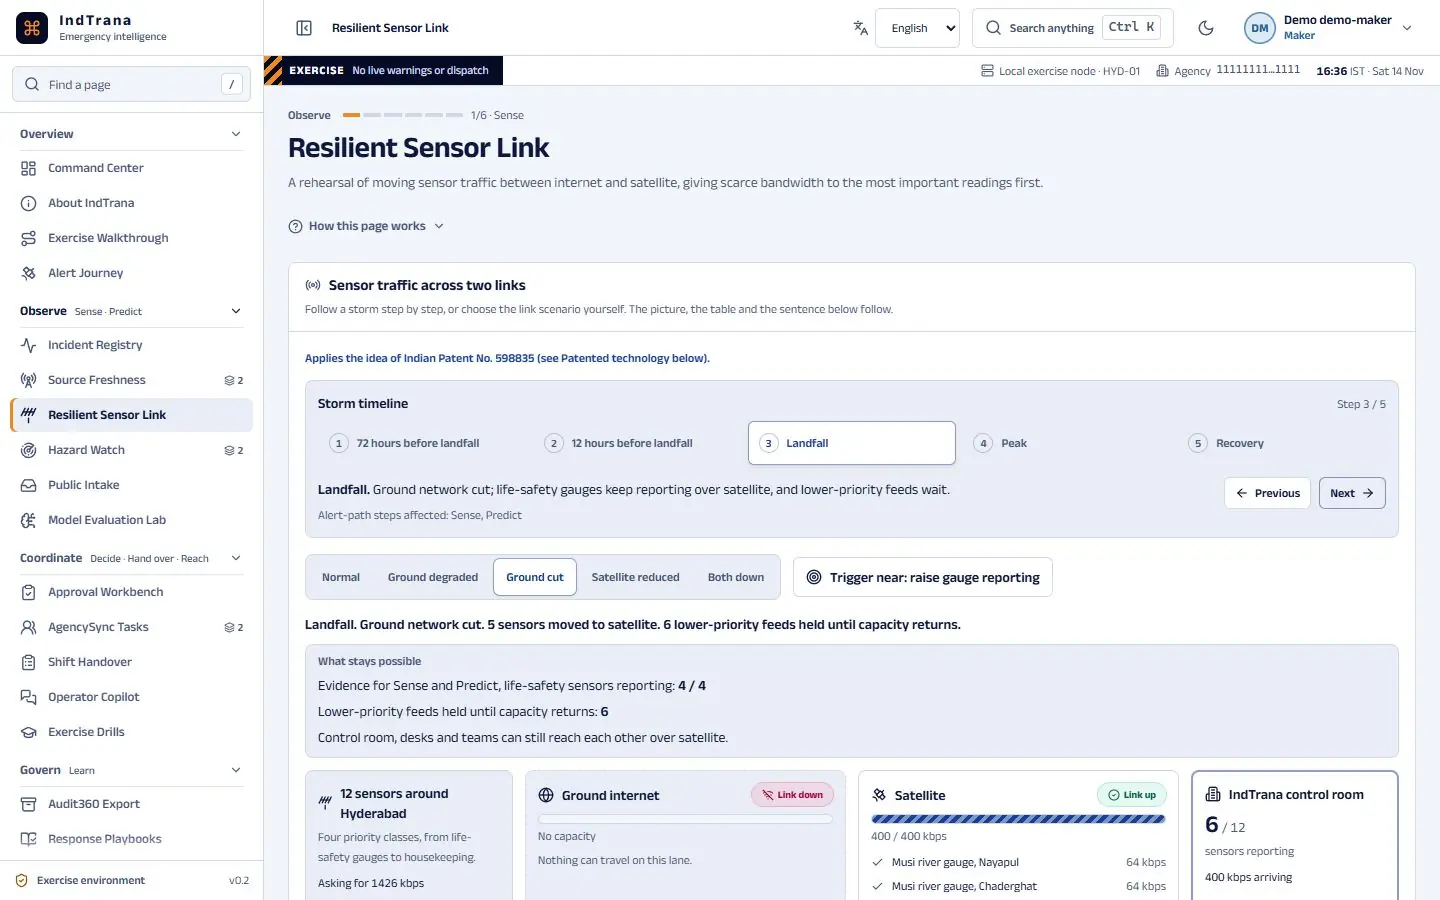 IndTrana
Emergency intelligence
Resilient Sensor Link
English
Search anything Ctrl K
DM
Demo demo-maker
Maker
Find a page /
EXERCISE No live warnings or dispatch
Local exercise node · HYD-01
Agency 11111111…1111
16:36 IST · Sat 14 Nov
Overview
Command Center
About IndTrana
Exercise Walkthrough
Alert Journey
Observe Sense · Predict
Incident Registry
Source Freshness 2
Resilient Sensor Link
Hazard Watch 2
Public Intake
Model Evaluation Lab
Coordinate Decide · Hand over · Reach
Approval Workbench
AgencySync Tasks 2
Shift Handover
Operator Copilot
Exercise Drills
Govern Learn
Audit360 Export
Response Playbooks
Exercise environment v0.2
Observe 1/6 · Sense
Resilient Sensor Link
A rehearsal of moving sensor traffic between internet and satellite, giving scarce bandwidth to the most important readings first.
How this page works
Sensor traffic across two links
Follow a storm step by step, or choose the link scenario yourself. The picture, the table and the sentence below follow.
Applies the idea of Indian Patent No. 598835 (see Patented technology below).
Storm timeline Step 3 / 5
1 72 hours before landfall
2 12 hours before landfall
3 Landfall
4 Peak
5 Recovery
Landfall. Ground network cut; life-safety gauges keep reporting over satellite, and lower-priority feeds wait.
Previous Next
Alert-path steps affected: Sense, Predict
Normal Ground degraded Ground cut Satellite reduced Both down
Trigger near: raise gauge reporting
Landfall. Ground network cut. 5 sensors moved to satellite. 6 lower-priority feeds held until capacity returns.
What stays possible
Evidence for Sense and Predict, life-safety sensors reporting: 4 / 4
Lower-priority feeds held until capacity returns: 6
Control room, desks and teams can still reach each other over satellite.
12 sensors around
Hyderabad
Four priority classes, from life-
safety gauges to housekeeping.
Asking for 1426 kbps
Ground internet Link down
No capacity
Nothing can travel on this lane.
Satellite Link up
400 / 400 kbps
Musi river gauge, Nayapul 64 kbps
Musi river gauge, Chaderghat 64 kbps
IndTrana control room
6 / 12
sensors reporting
400 kbps arriving